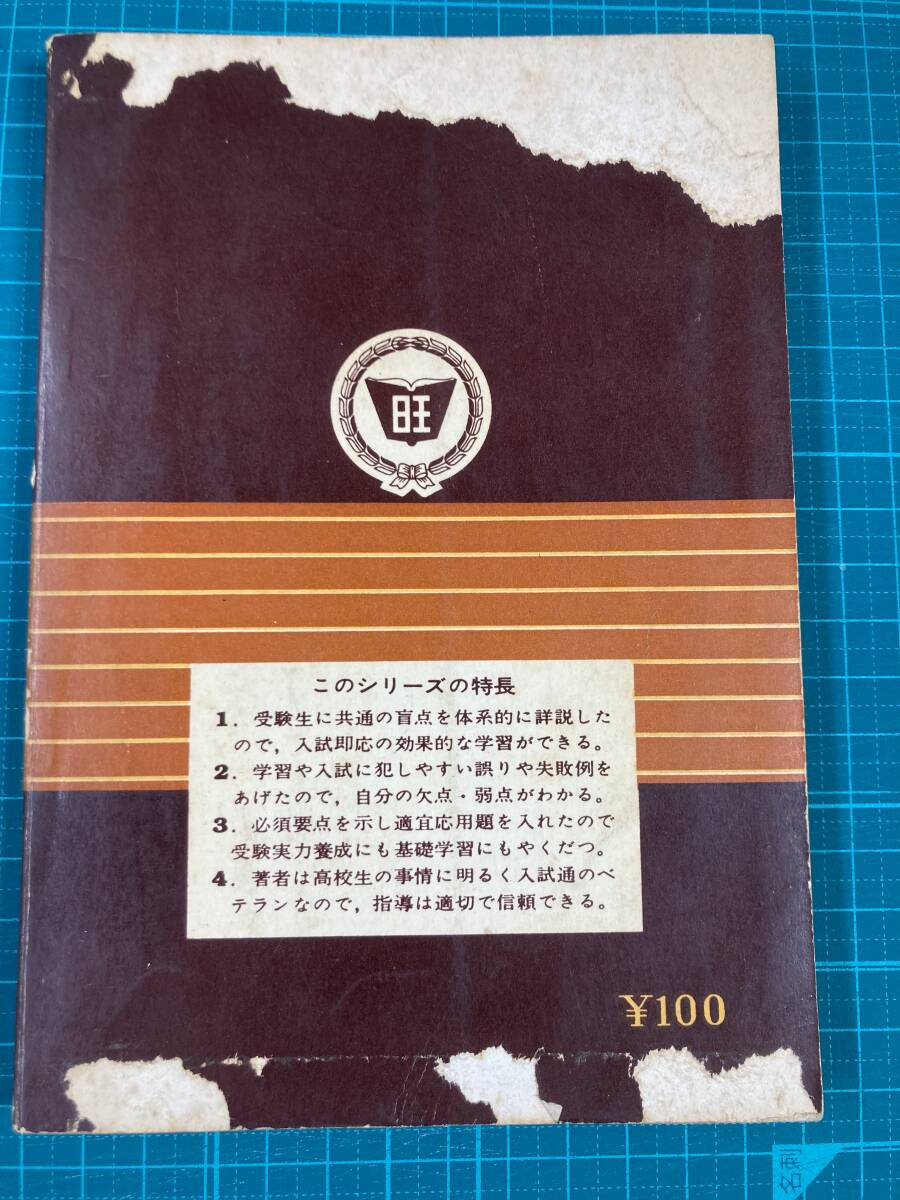 旺
このシリーズの特長
1. 受験生に共通の盲点を体系的に詳説した
ので，入試即応の効果的な学習ができる。
2. 学習や入試に犯しやすい誤りや失敗例を
あげたので，自分の欠点・弱点がわかる。
3. 必須要点を示し適宜応用題を入れたので
受験実力養成にも基礎学習にもやくだつ。
4. 著者は高校生の事情に明るく入試通のベ
テランなので，指導は適切で信頼できる。
¥100
名刺